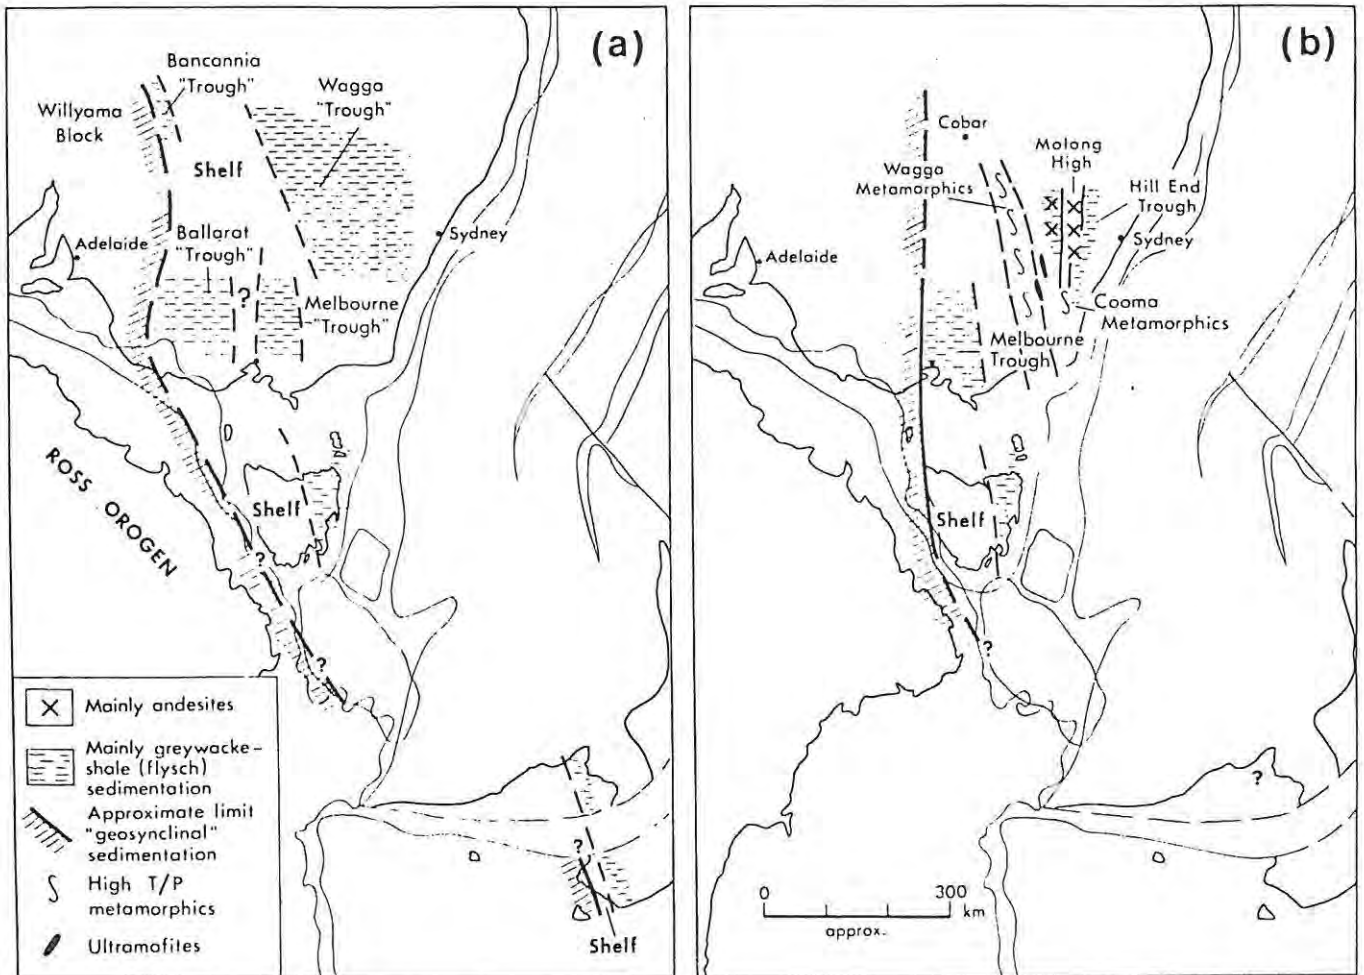 (a)
Bancannia
"Trough"
Wagga
"Trough"
Willyama
Block
Shelf
Ballarat
"Trough"
Adelaide
Sydney
?
Melbourne
"Trough"
ROSS OROGEN
Shelf
?
?
?
Shelf
Mainly andesites
Mainly greywacke-
shale (flysch)
sedimentation
Approximate limit
"geosynclinal"
sedimentation
High T/P
metamorphics
Ultramafites
(b)
Cobar
Molong
High
Wagga
Metamorphics
Hill End
Trough
Sydney
Adelaide
Cooma
Metamorphics
Melbourne
Trough
Shelf
?
?
0 300
km
approx.